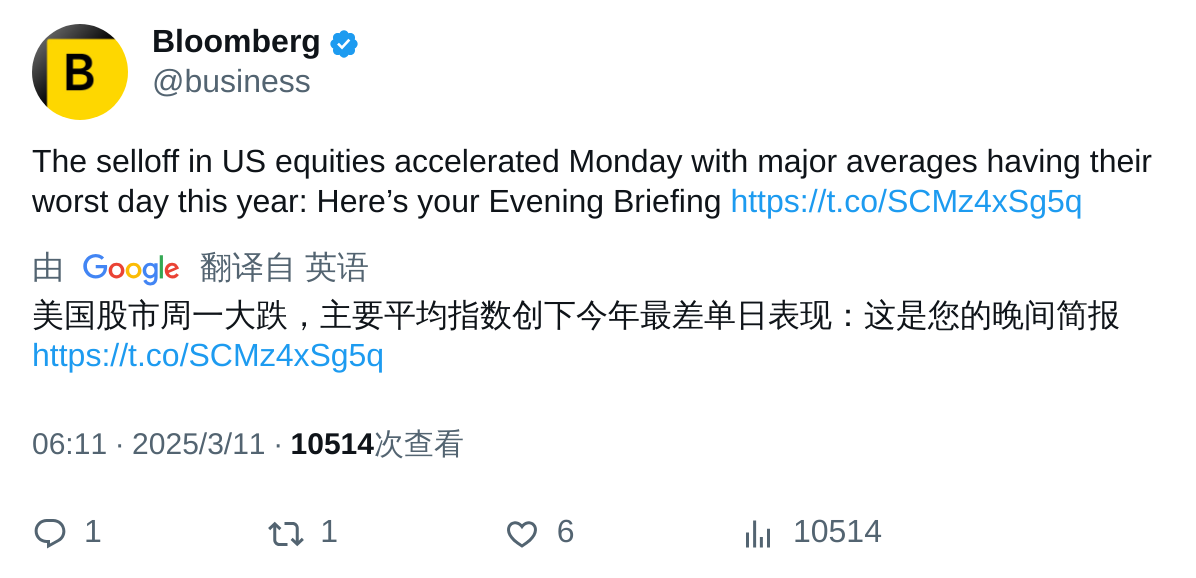 B
Bloomberg
@business
The selloff in US equities accelerated Monday with major averages having their
worst day this year: Here’s your Evening Briefing https://t.co/SCMz4xSg5q
由 Google 翻译自 英语
美国股市周一大跌，主要平均指数创下今年最差单日表现：这是您的晚间简报
https://t.co/SCMz4xSg5q
06:11 · 2025/3/11 · 10514次查看
1 1 6 10514